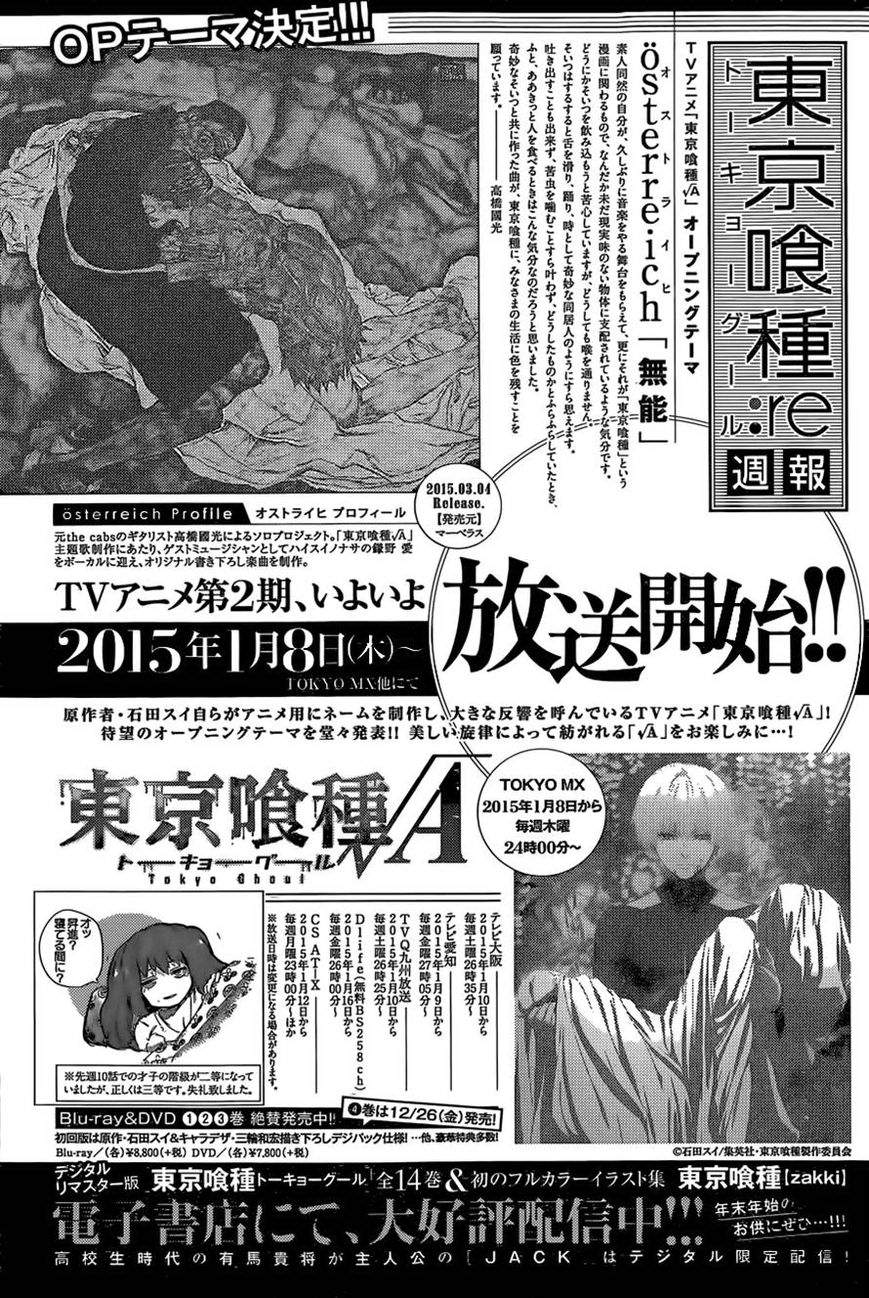 OPテーマ決定!!!
東京喰種:re
トーキョーグール
週報
TVアニメ「東京喰種√A」オープニングテーマ
オストライヒ
österreich「無能」
素人同然の自分が、久しぶりに音楽をやる舞台をもらえて、更にそれが「東京喰種」という
漫画に関わるもので、なんだか未だ現実味のない物体に支配されているような気分です。
どうにかそいつを飲み込もうと苦心していますが、どうしても喉を通りません。
そいつはするすると舌を滑り、踊り、時として奇妙な同居人のようにすら思えます。
吐き出すことも出来ず、苦虫を噛むことすら叶わず、どうしたものかとふらふらしていたとき、
ふと、ああきっと人を食べるときはこんな気分なのだろうと思いました。
奇妙なそいつと共に作った曲が、東京喰種に、みなさまの生活に色を残すことを
願っています。――高橋國光
2015.03.04
Release.
【発売元】
マーベラス
österreich Profile オストライヒ プロフィール
元the cabsのギタリスト高橋國光によるソロプロジェクト。「東京喰種√A」
主題歌制作にあたり、ゲストミュージシャンとしてハイスイノナサの鎌野 愛
をボーカルに迎え、オリジナル書き下ろし楽曲を制作。
TVアニメ第2期、いよいよ
2015年1月8日(木)～
TOKYO MX他にて
放送開始!!
原作者・石田スイ自らがアニメ用にネームを制作し、大きな反響を呼んでいるTVアニメ「東京喰種√A」!
待望のオープニングテーマを堂々発表!! 美しい旋律によって紡がれる「√A」をお楽しみに…!
東京喰種√A
トーキョーグール
Tokyo Ghoul
TOKYO MX
2015年1月8日から
毎週木曜
24時00分～
テレビ大阪
2015年1月10日から
毎週土曜26時35分～
テレビ愛知
2015年1月9日から
毎週金曜27時05分～
TVQ九州放送
2015年1月10日から
毎週土曜26時25分～
Dlife(無料BS258ch)
2015年1月16日から
毎週金曜26時00分～
CS AT-X
2015年1月12日から
毎週月曜23時00分～ほか
※放送日時は変更になる場合があります。
オッ
昇進?
寝てる間に?
※先週10話での才子の階級が二等になって
いましたが、正しくは三等です。失礼致しました。
Blu-ray&DVD ❶❷❸巻 絶賛発売中!! ❹巻は12/26(金)発売!
初回版は原作・石田スイ&キャラデザ・三輪和宏描き下ろしデジパック仕様! …他、豪華特典多数!
Blu-ray／(各)¥8,800(+税) DVD／(各)¥7,800(+税)
©石田スイ/集英社・東京喰種製作委員会
デジタル
リマスター版 東京喰種トーキョーグール 全14巻 & 初のフルカラーイラスト集 東京喰種【zakki】
電子書店にて、大好評配信中!!!
年末年始の
お供にぜひ…!!!
高校生時代の有馬貴将が主人公の「JACK」はデジタル限定配信!